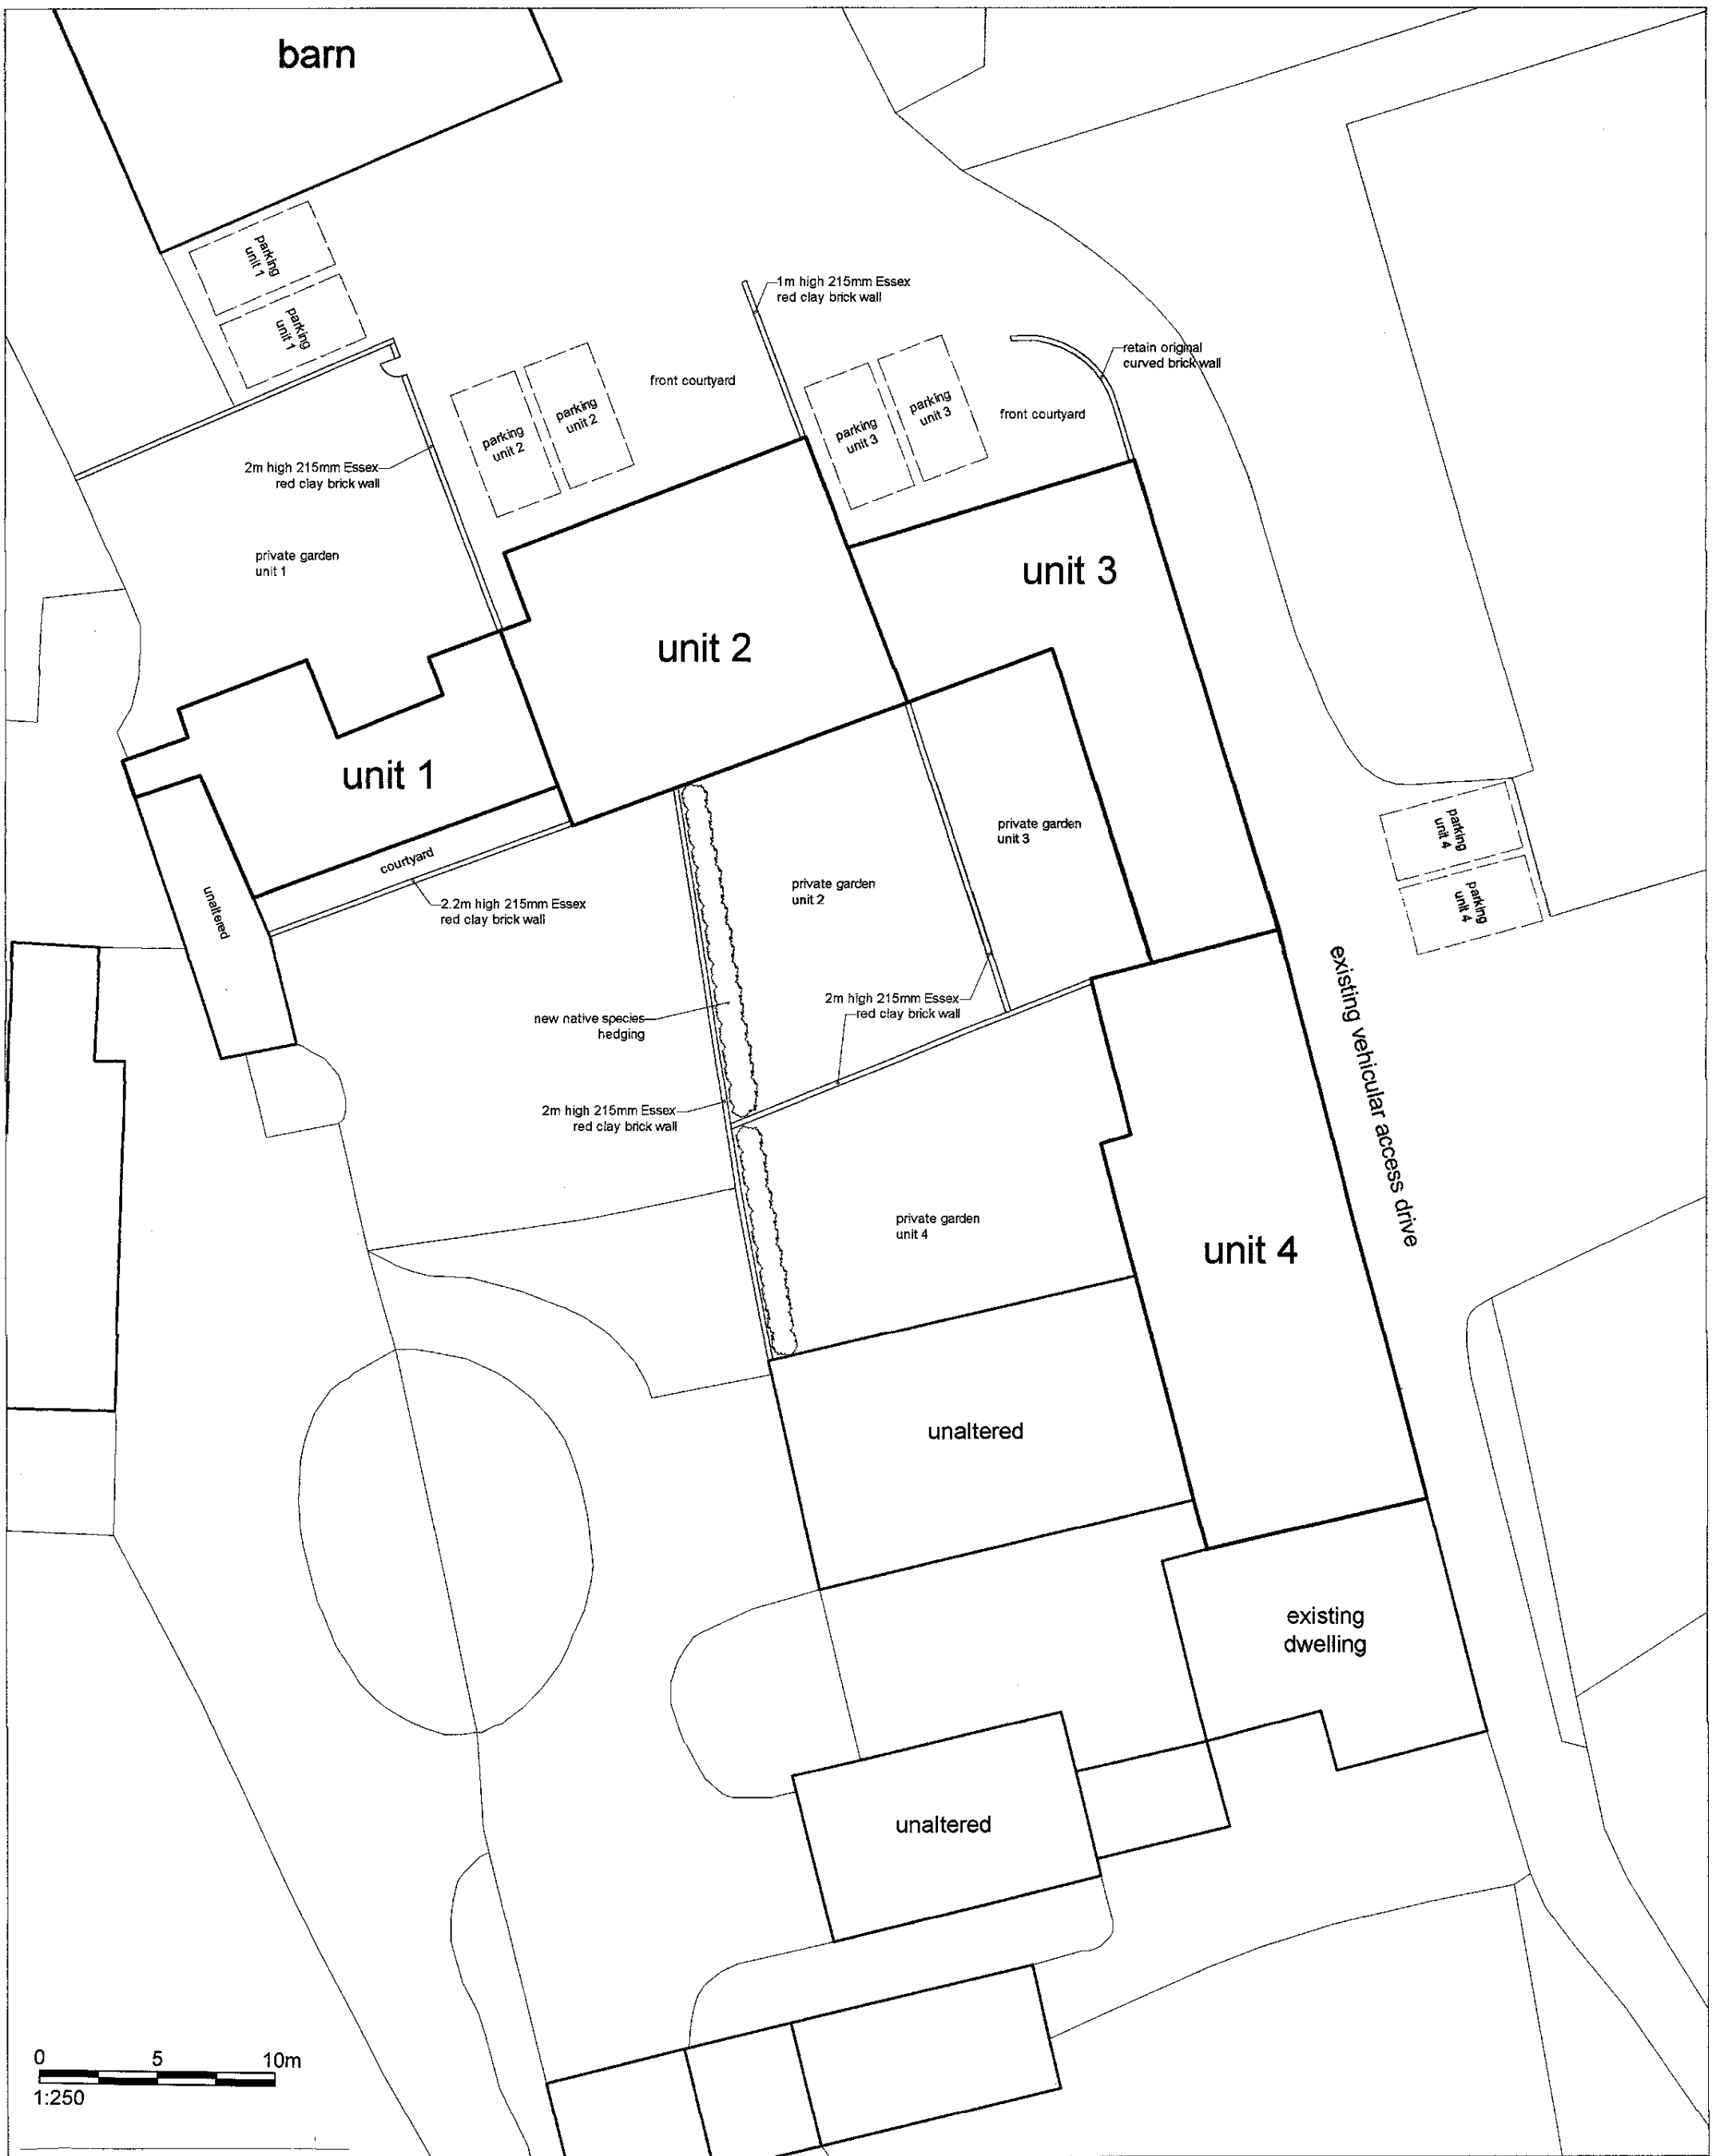 barn
parking
unit 1
parking
unit 1
1m high 215mm Essex
red clay brick wall
retain original
curved brick wall
front courtyard
parking
unit 2
parking
unit 2
parking
unit 3
parking
unit 3
front courtyard
2m high 215mm Essex
red clay brick wall
private garden
unit 1
unit 3
unit 2
unit 1
courtyard
unaltered
2.2m high 215mm Essex
red clay brick wall
private garden
unit 3
private garden
unit 2
parking
unit 4
parking
unit 4
existing vehicular access drive
new native species
hedging
2m high 215mm Essex
red clay brick wall
2m high 215mm Essex
red clay brick wall
private garden
unit 4
unit 4
unaltered
existing
dwelling
unaltered
0 5 10m
1:250